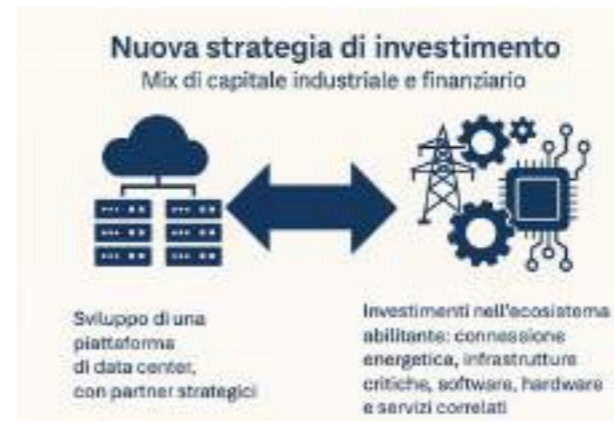 Nuova strategia di investimento
Mix di capitale industriale e finanziario
Sviluppo di una
piattaforma
di data center,
con partner strategici
Investimenti nell'ecosistema
abilitante: connessione
energetica, infrastrutture
critiche, software, hardware
e servizi correlati